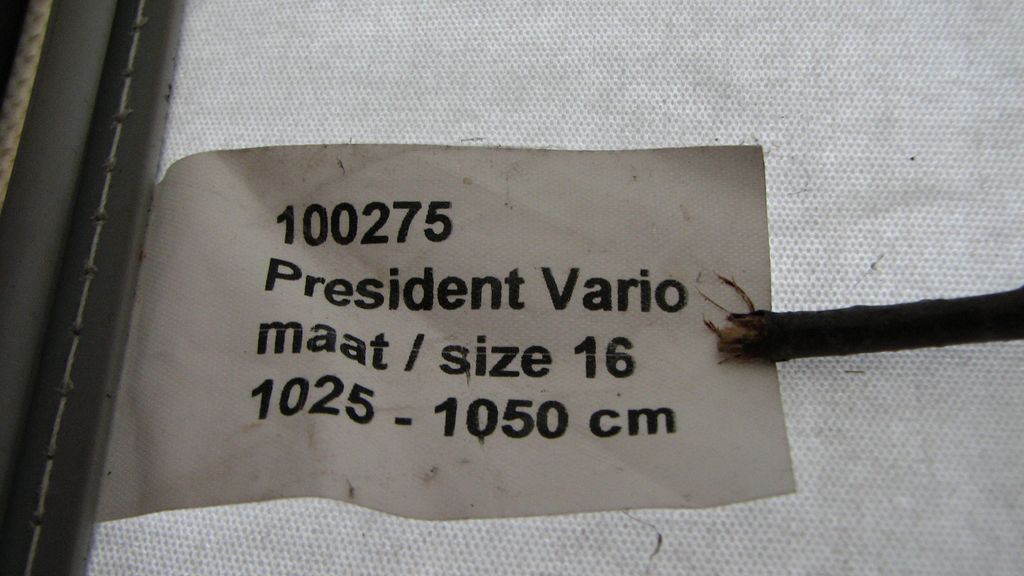 100275
President Vario
maat / size 16
1025 - 1050 cm